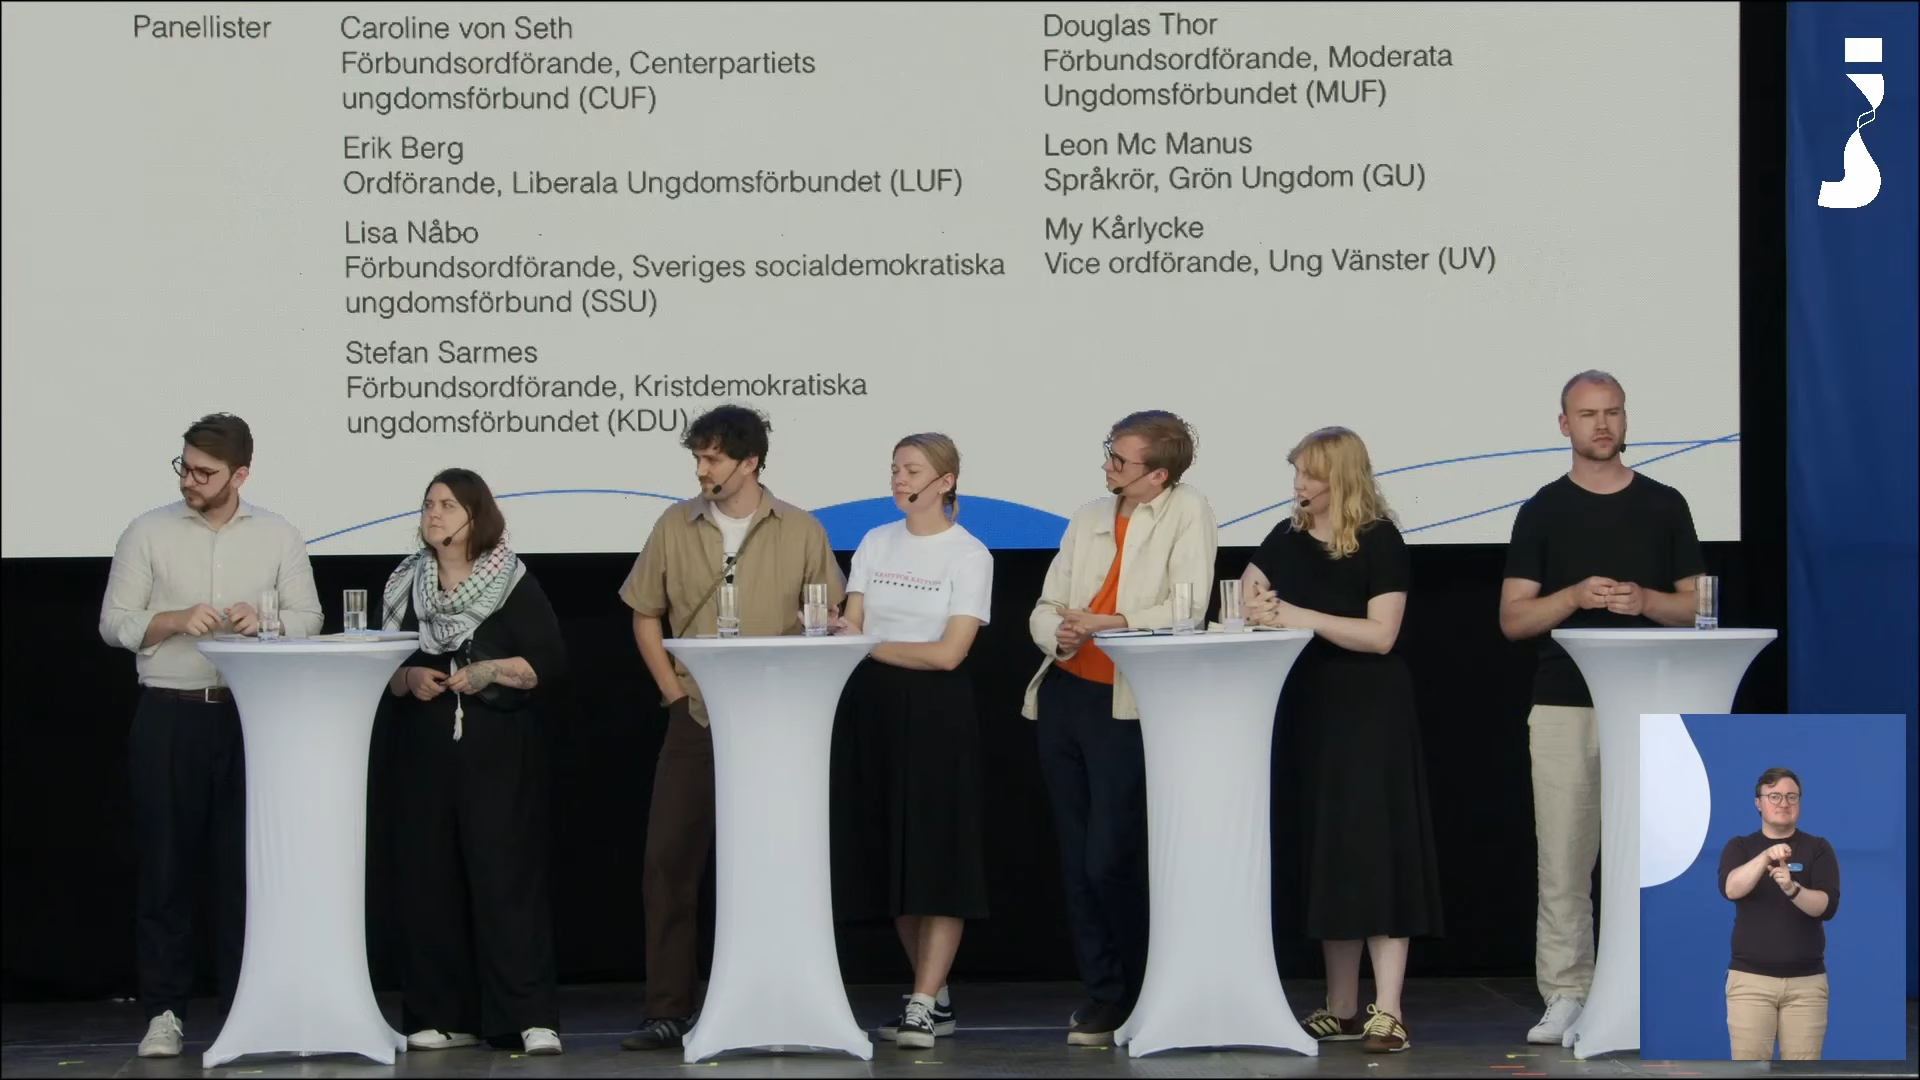 Panellister
Caroline von Seth
Förbundsordförande, Centerpartiets
ungdomsförbund (CUF)
Erik Berg
Ordförande, Liberala Ungdomsförbundet (LUF)
Lisa Nåbo
Förbundsordförande, Sveriges socialdemokratiska
ungdomsförbund (SSU)
Stefan Sarmes
Förbundsordförande, Kristdemokratiska
ungdomsförbundet (KDU)
Douglas Thor
Förbundsordförande, Moderata
Ungdomsförbundet (MUF)
Leon Mc Manus
Språkrör, Grön Ungdom (GU)
My Kårlycke
Vice ordförande, Ung Vänster (UV)